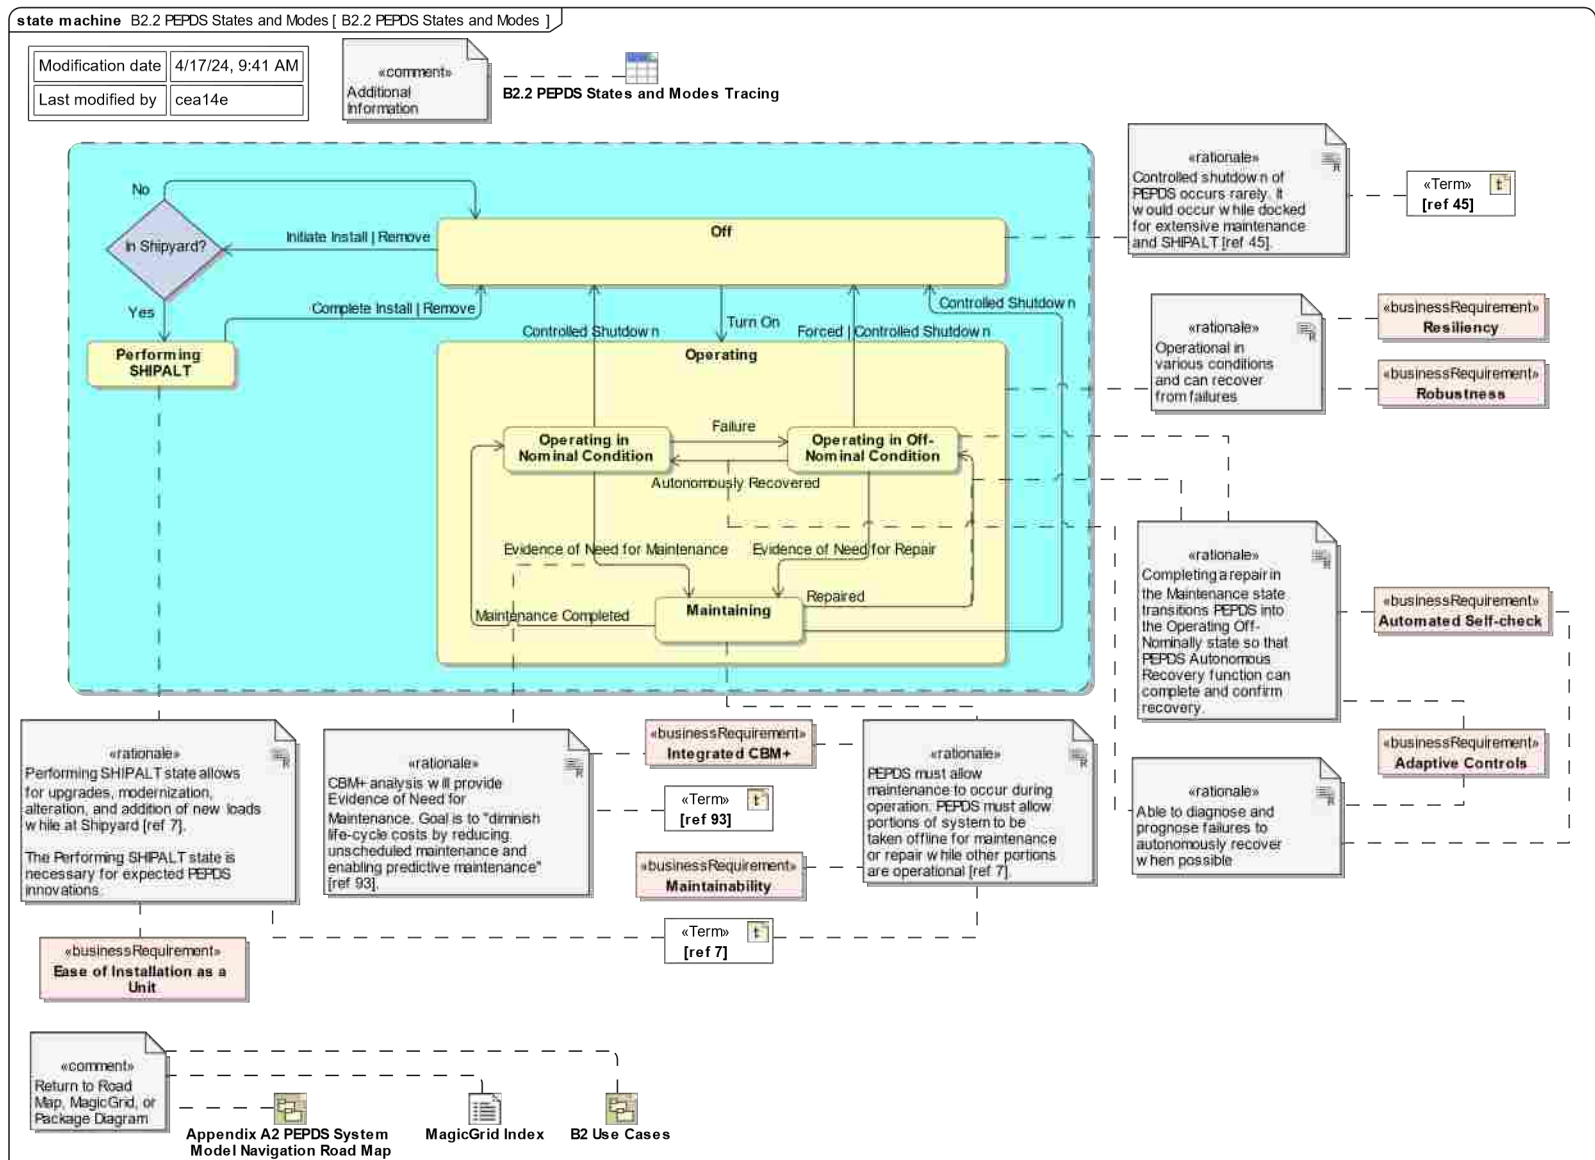 state machine B2.2 PEPDS States and Modes [ B2.2 PEPDS States and Modes ]
Modification date 4/17/24, 9:41 AM
Last modified by cea14e
«comment»
Additional
Information
B2.2 PEPDS States and Modes Tracing
No
In Shipyard?
Yes
Initiate Install | Remove
Off
Complete Install | Remove
Controlled Shutdown
Turn On
Forced | Controlled Shutdown
Controlled Shutdown
Performing
SHIPALT
Operating
Operating in
Nominal Condition
Failure
Operating in Off-
Nominal Condition
Autonomously Recovered
Evidence of Need for Maintenance
Evidence of Need for Repair
Maintenance Completed
Maintaining
Repaired
«rationale»
Controlled shutdown of
PEPDS occurs rarely. It
would occur while docked
for extensive maintenance
and SHIPALT [ref 45].
«Term»
[ref 45]
«rationale»
Operational in
various conditions
and can recover
from failures
«businessRequirement»
Resiliency
«businessRequirement»
Robustness
«rationale»
Completing a repair in
the Maintenance state
transitions PEPDS into
the Operating Off-
Nominally state so that
PEPDS Autonomous
Recovery function can
complete and confirm
recovery.
«businessRequirement»
Automated Self-check
«businessRequirement»
Adaptive Controls
«rationale»
Able to diagnose and
prognose failures to
autonomously recover
when possible
«rationale»
Performing SHIPALT state allows
for upgrades, modernization,
alteration, and addition of new loads
while at Shipyard [ref 7].
The Performing SHIPALT state is
necessary for expected PEPDS
innovations.
«businessRequirement»
Ease of Installation as a
Unit
«rationale»
CBM+ analysis will provide
Evidence of Need for
Maintenance. Goal is to "diminish
life-cycle costs by reducing
unscheduled maintenance and
enabling predictive maintenance"
[ref 93].
«businessRequirement»
Integrated CBM+
«Term»
[ref 93]
«businessRequirement»
Maintainability
«Term»
[ref 7]
«rationale»
PEPDS must allow
maintenance to occur during
operation. PEPDS must allow
portions of system to be
taken offline for maintenance
or repair while other portions
are operational [ref 7].
«comment»
Return to Road
Map, MagicGrid, or
Package Diagram
Appendix A2 PEPDS System
Model Navigation Road Map
MagicGrid Index
B2 Use Cases